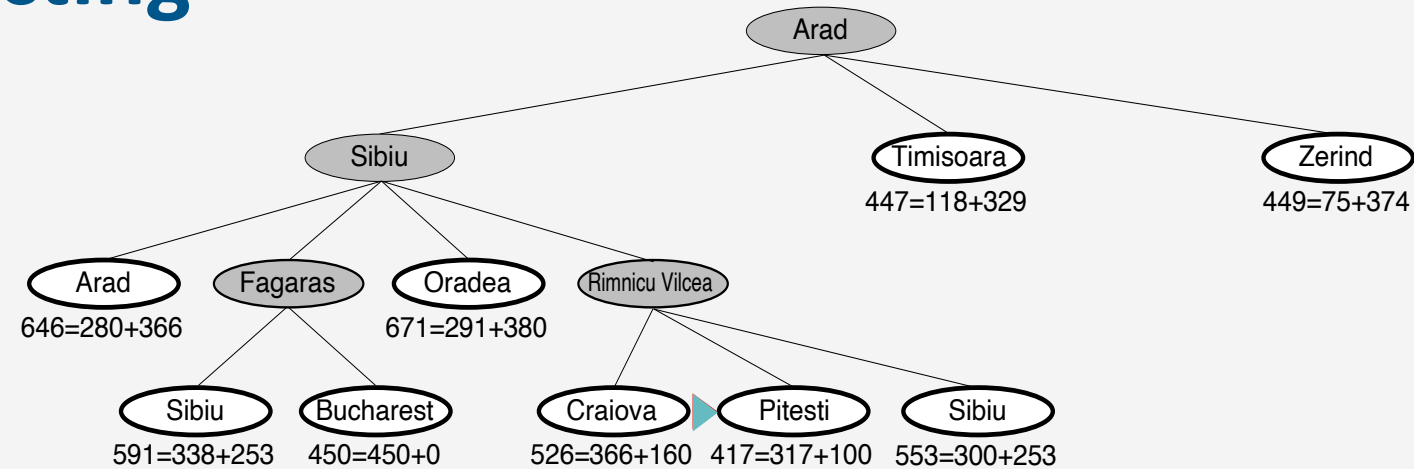 Arad
Sibiu
Timisoara
Zerind
447=118+329
449=75+374
Arad
Fagaras
Oradea
Rimnicu Vilcea
646=280+366
671=291+380
Sibiu
Bucharest
Craiova
Pitesti
Sibiu
591=338+253
450=450+0
526=366+160
417=317+100
553=300+253